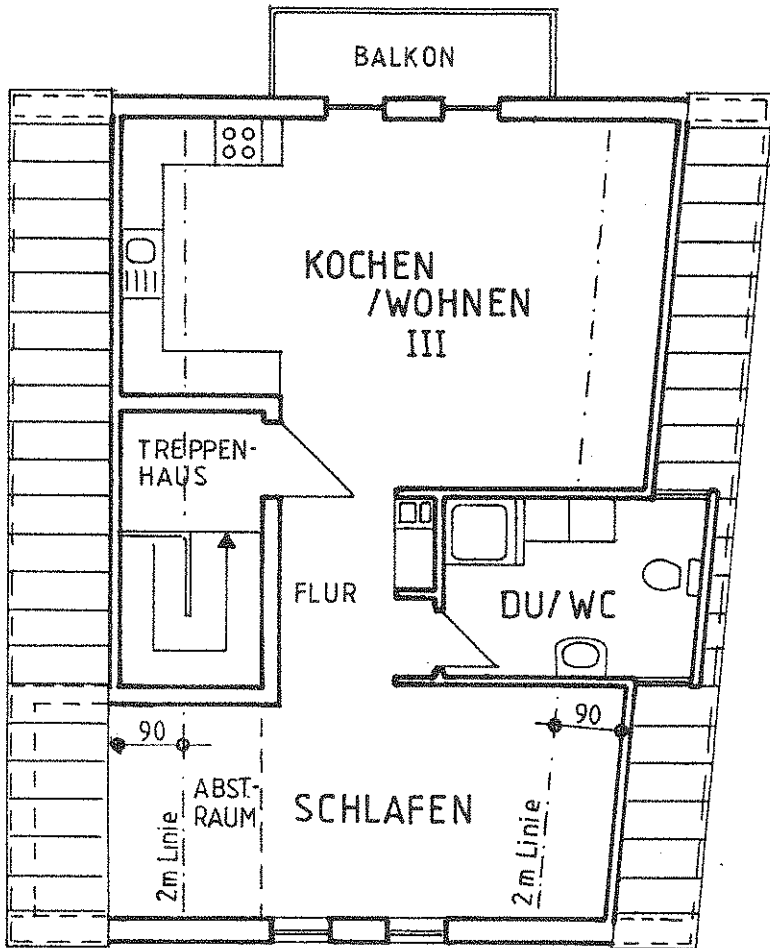 BALKON
KOCHEN
/WOHNEN
III
TREPPEN-
HAUS
FLUR
DU/WC
90
90
ABST.-
RAUM
SCHLAFEN
2m Linie
2m Linie